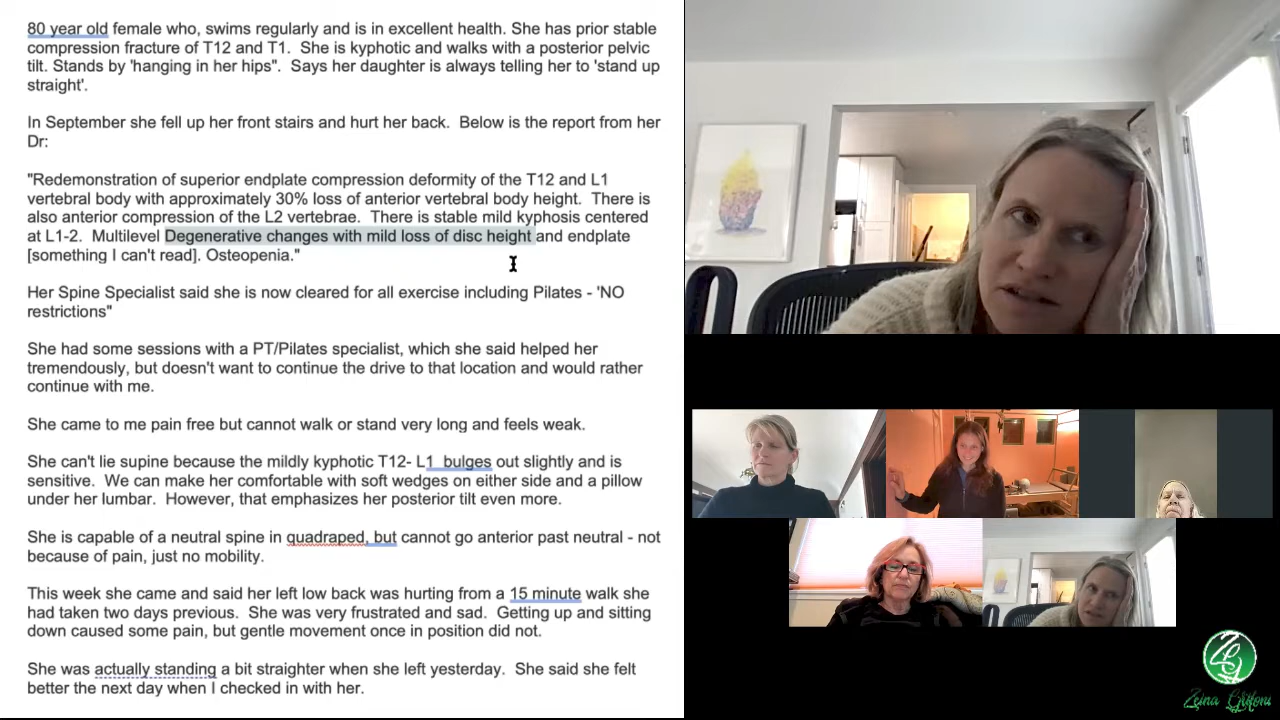 80 year old female who, swims regularly and is in excellent health. She has prior stable
compression fracture of T12 and T1.  She is kyphotic and walks with a posterior pelvic
tilt. Stands by 'hanging in her hips".  Says her daughter is always telling her to 'stand up
straight'.
In September she fell up her front stairs and hurt her back.  Below is the report from her
Dr:
"Redemonstration of superior endplate compression deformity of the T12 and L1
vertebral body with approximately 30% loss of anterior vertebral body height.  There is
also anterior compression of the L2 vertebrae.  There is stable mild kyphosis centered
at L1-2.  Multilevel Degenerative changes with mild loss of disc height and endplate
[something I can't read]. Osteopenia."
Her Spine Specialist said she is now cleared for all exercise including Pilates - 'NO
restrictions"
She had some sessions with a PT/Pilates specialist, which she said helped her
tremendously, but doesn't want to continue the drive to that location and would rather
continue with me.
She came to me pain free but cannot walk or stand very long and feels weak.
She can't lie supine because the mildly kyphotic T12- L1  bulges out slightly and is
sensitive.  We can make her comfortable with soft wedges on either side and a pillow
under her lumbar.  However, that emphasizes her posterior tilt even more.
She is capable of a neutral spine in quadraped, but cannot go anterior past neutral - not
because of pain, just no mobility.
This week she came and said her left low back was hurting from a 15 minute walk she
had taken two days previous.  She was very frustrated and sad.  Getting up and sitting
down caused some pain, but gentle movement once in position did not.
She was actually standing a bit straighter when she left yesterday.  She said she felt
better the next day when I checked in with her.
ZG
Zeina Grifoni